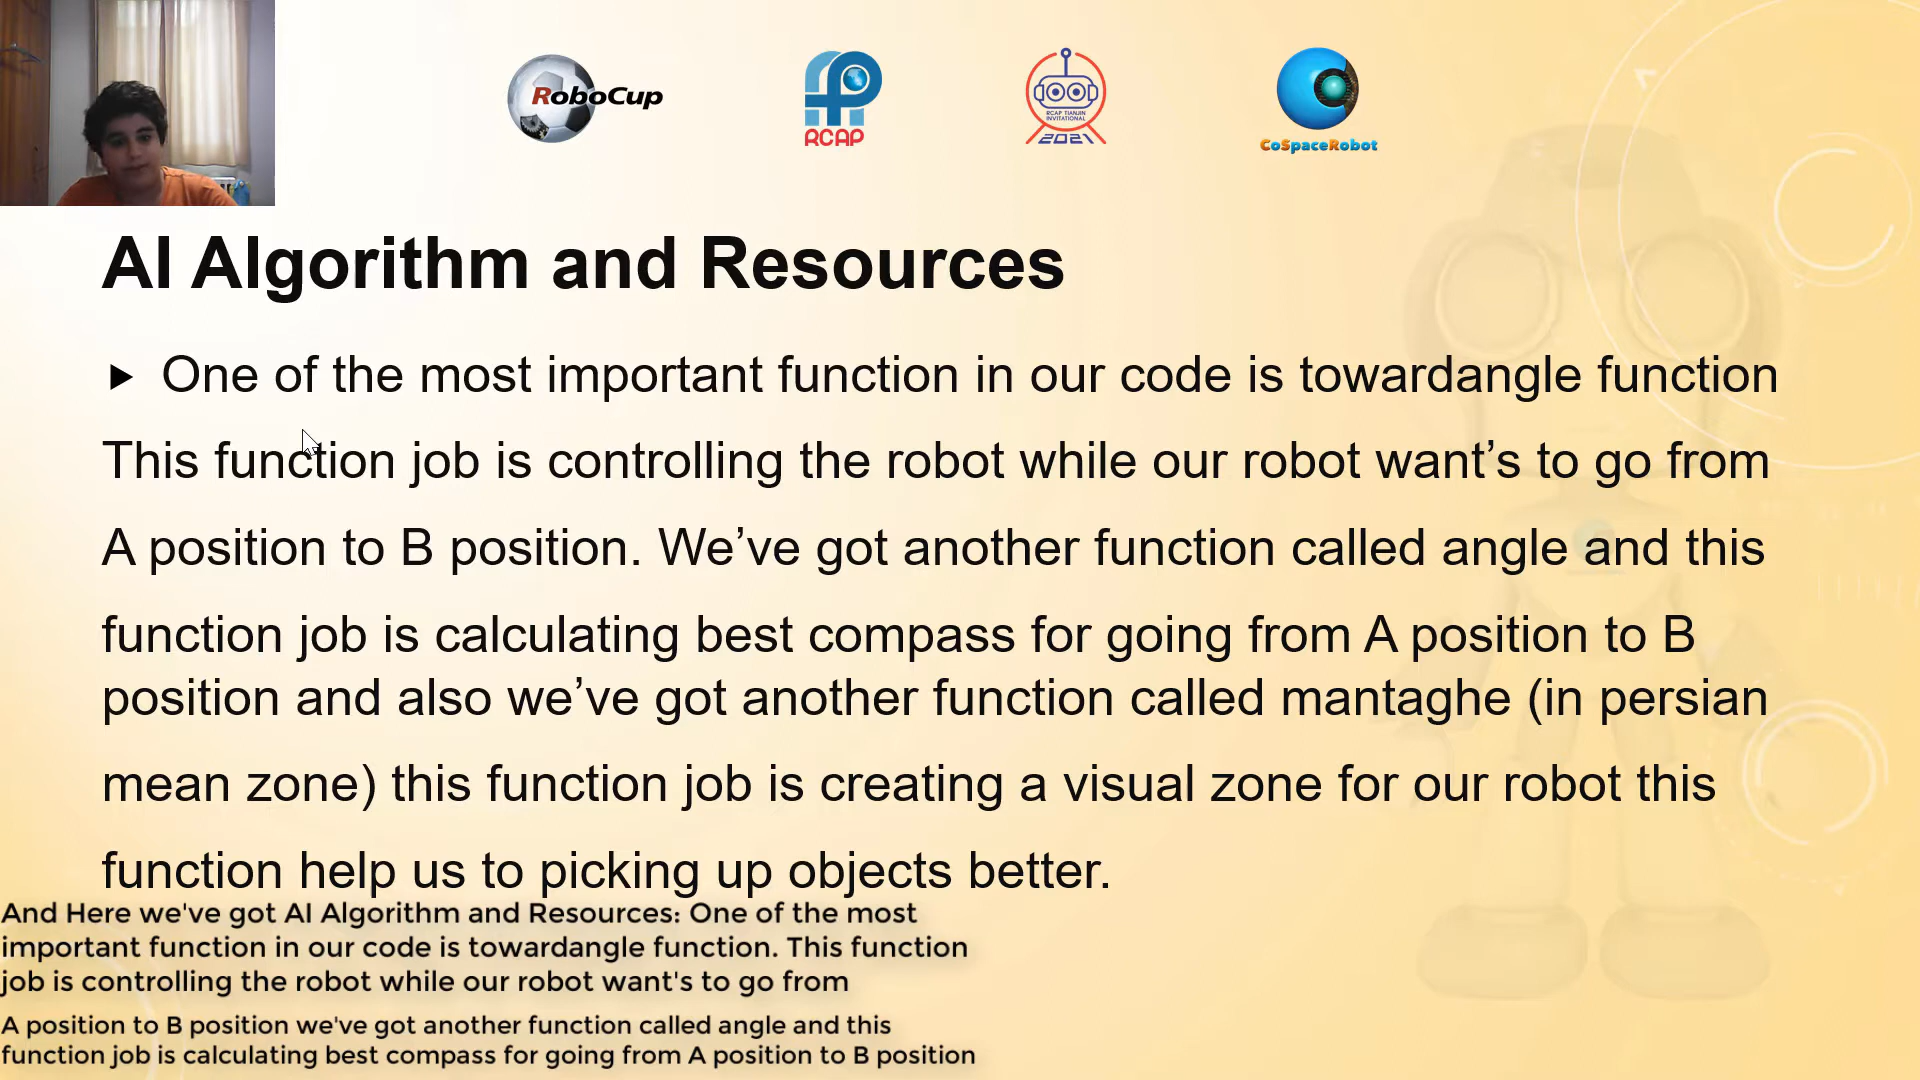 RoboCup
RCAP
RCAP TIANJIN
INVITATIONAL
2021
CoSpaceRobot
AI Algorithm and Resources
One of the most important function in our code is towardangle function
This function job is controlling the robot while our robot want’s to go from
A position to B position. We’ve got another function called angle and this
function job is calculating best compass for going from A position to B
position and also we’ve got another function called mantaghe (in persian
mean zone) this function job is creating a visual zone for our robot this
function help us to picking up objects better.
And Here we've got AI Algorithm and Resources: One of the most
important function in our code is towardangle function. This function
job is controlling the robot while our robot want's to go from
A position to B position we've got another function called angle and this
function job is calculating best compass for going from A position to B position